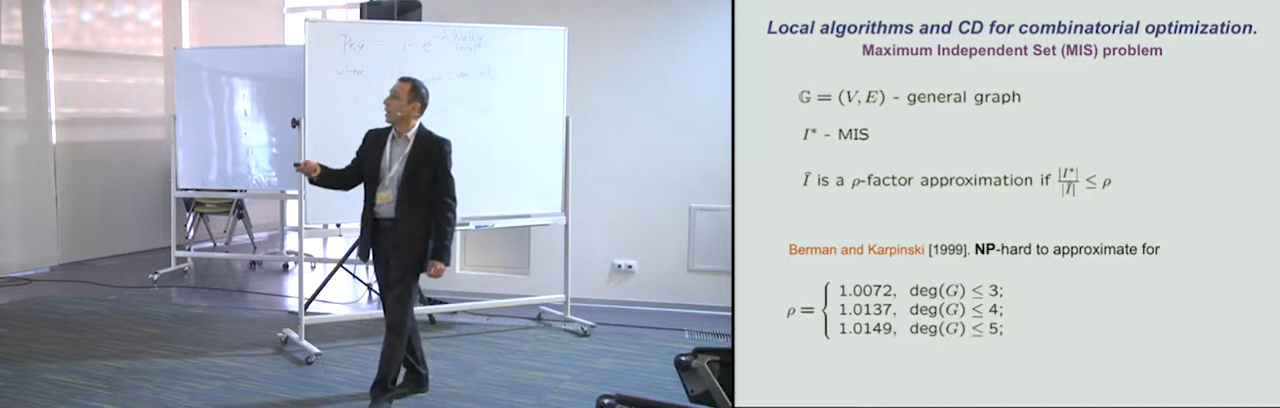 where
Local algorithms and CD for combinatorial optimization.
Maximum Independent Set (MIS) problem
𝔾 = (V, E) - general graph
I* - MIS
Î is a ρ-factor approximation if |I*|/|Î| ≤ ρ
Berman and Karpinski [1999]. NP-hard to approximate for
ρ = { 1.0072, deg(G) ≤ 3;
1.0137, deg(G) ≤ 4;
1.0149, deg(G) ≤ 5;